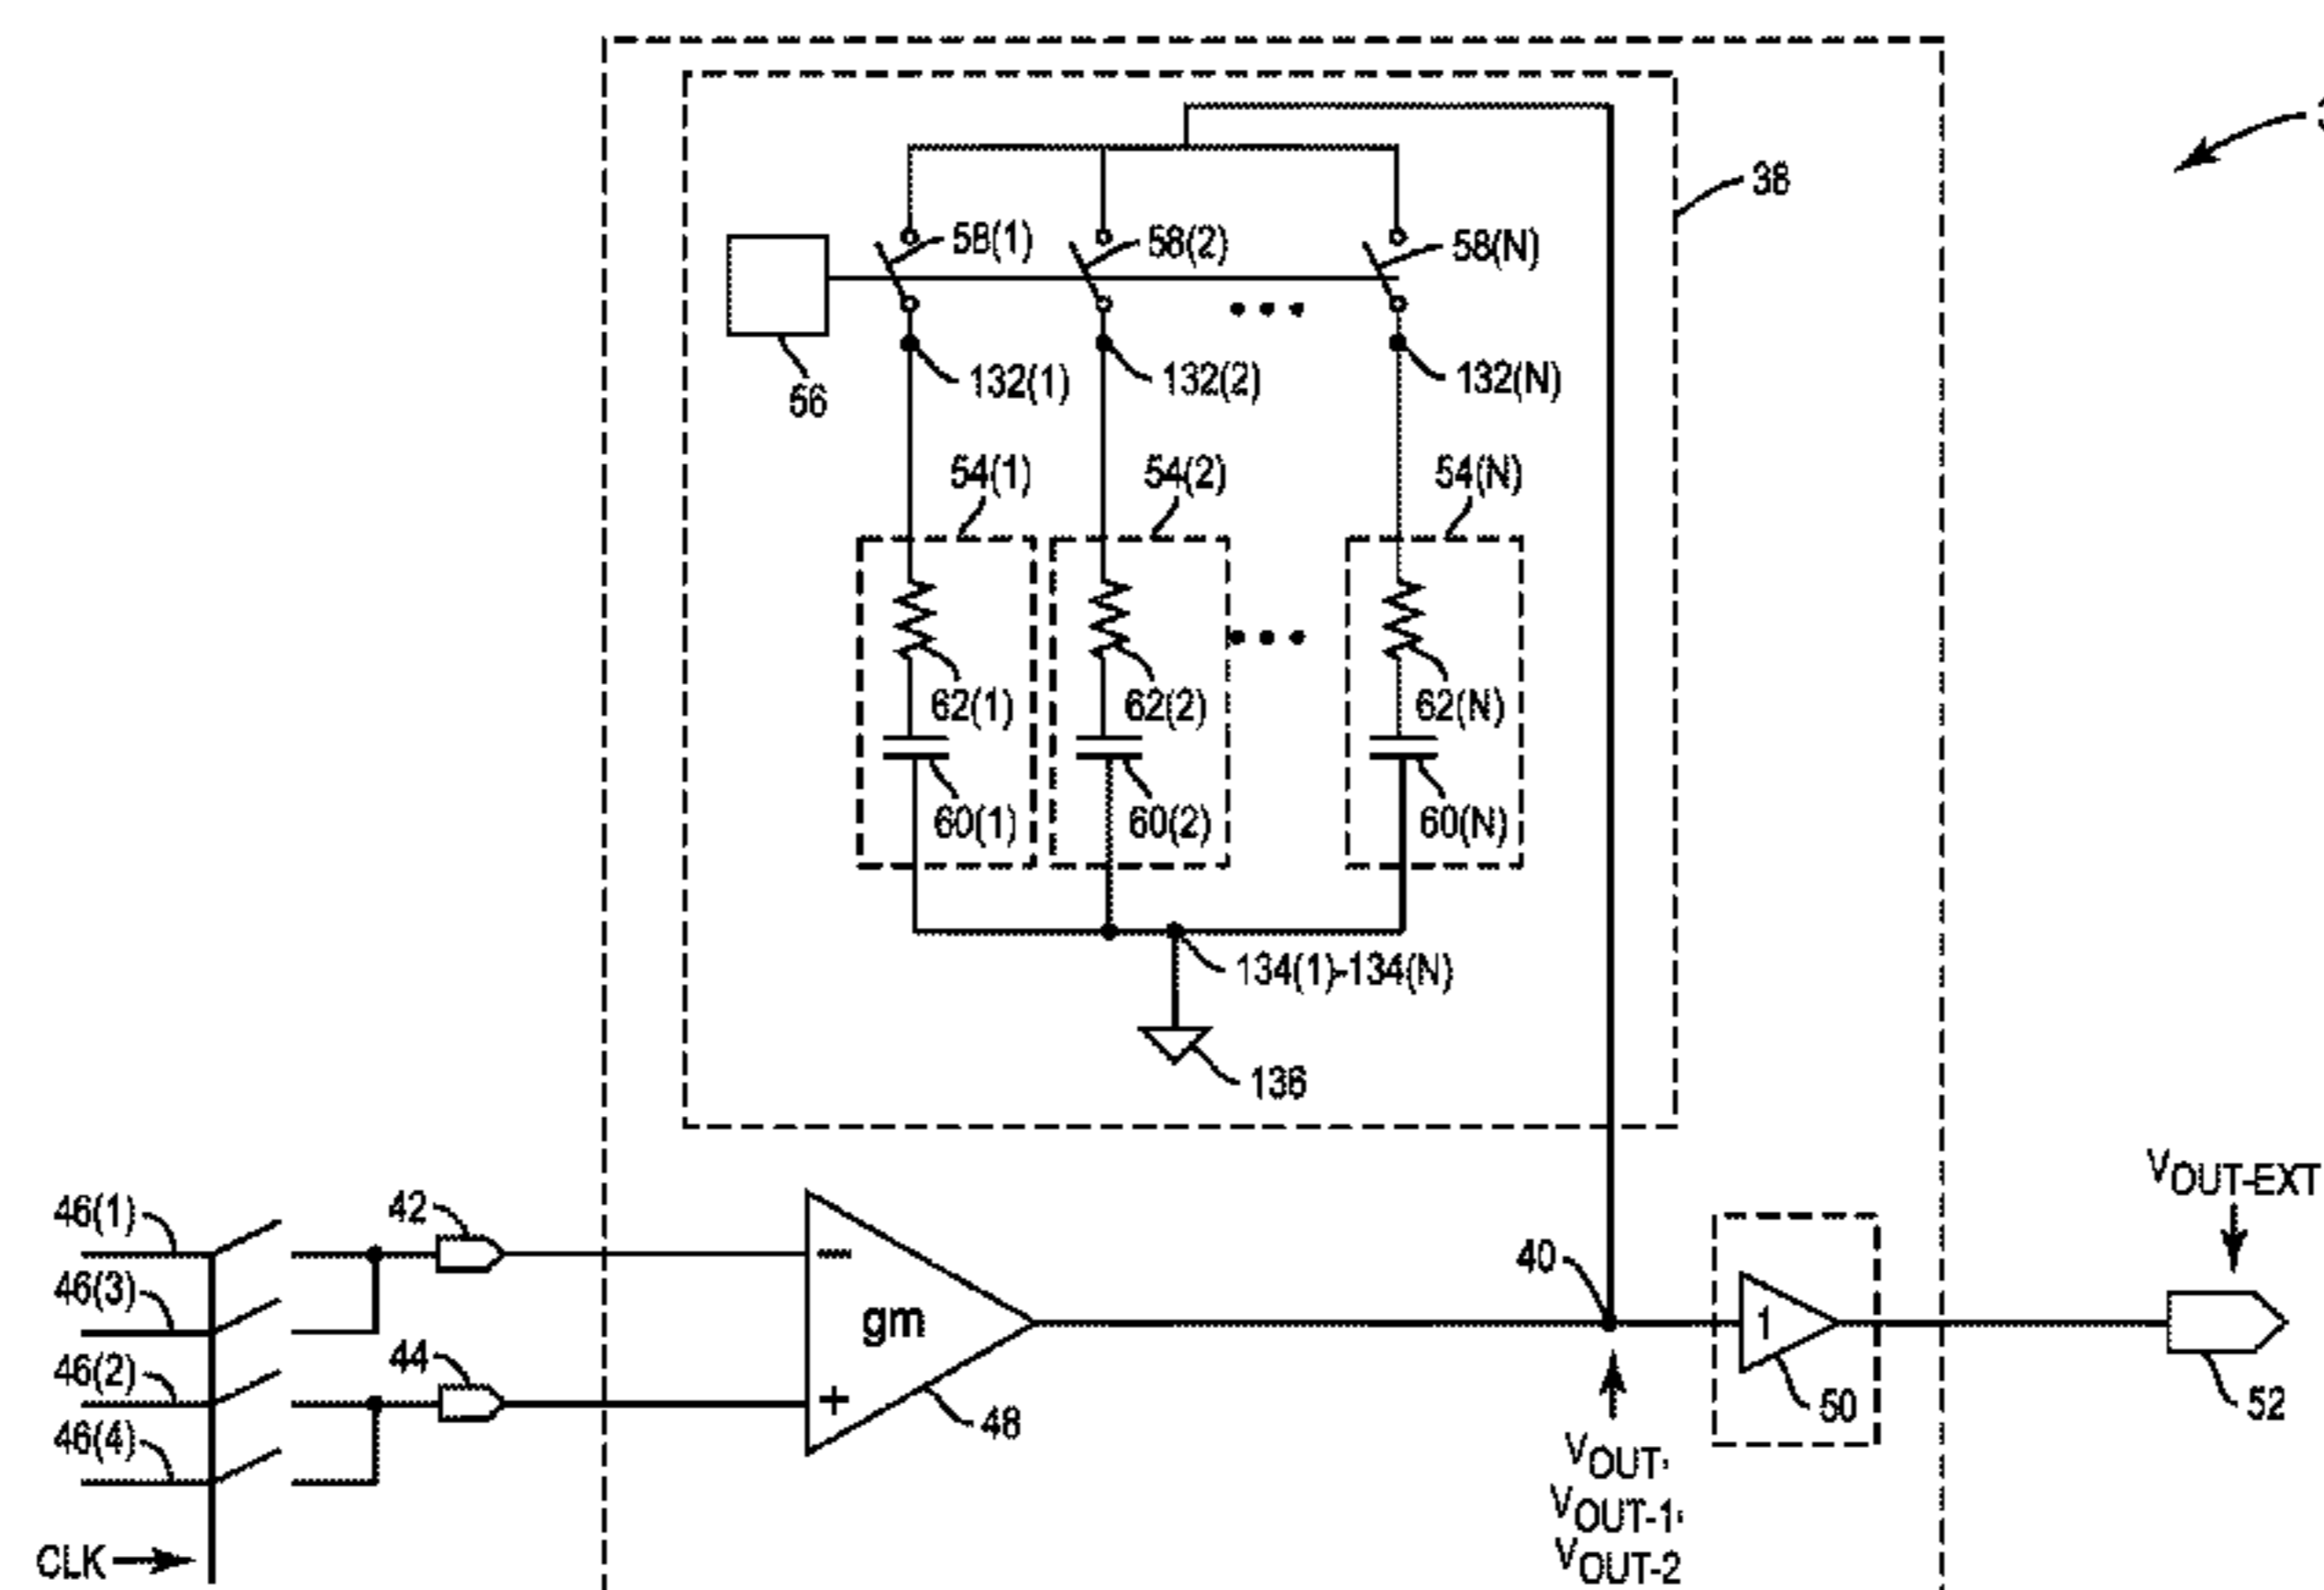 38
58(1)
58(2)
58(N)
132(1)
132(2)
132(N)
56
54(1)
54(2)
54(N)
62(1)
62(2)
62(N)
60(1)
60(2)
60(N)
134(1)-134(N)
136
46(1)
42
46(3)
46(2)
44
46(4)
CLK
−
gm
+
48
40
1
50
VOUT,
VOUT-1,
VOUT-2
VOUT-EXT
52